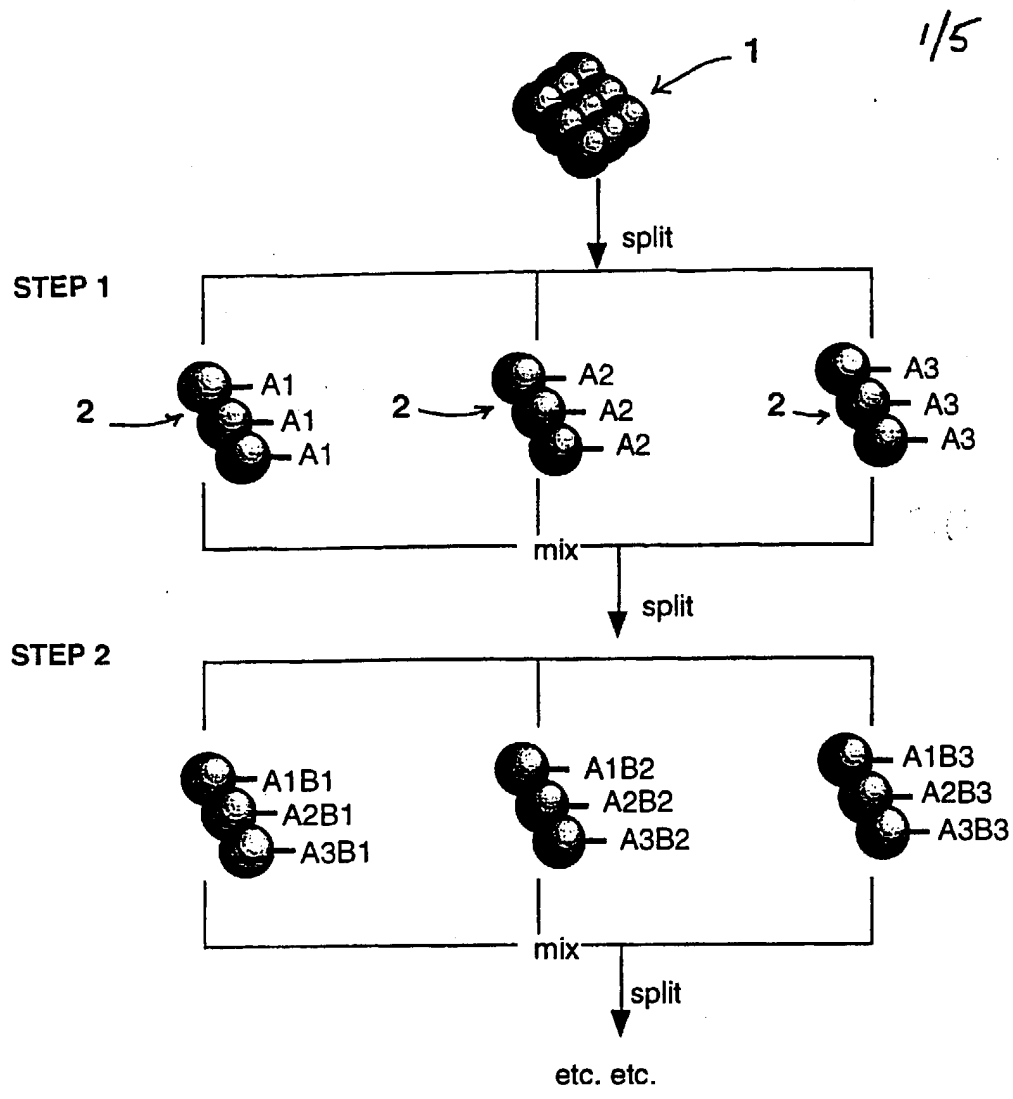 1/5
1
split
STEP 1
A1 A2 A3
2 A1 2 A2 2 A3
A1 A2 A3
mix
split
STEP 2
A1B1 A1B2 A1B3
A2B1 A2B2 A2B3
A3B1 A3B2 A3B3
mix
split
etc. etc.